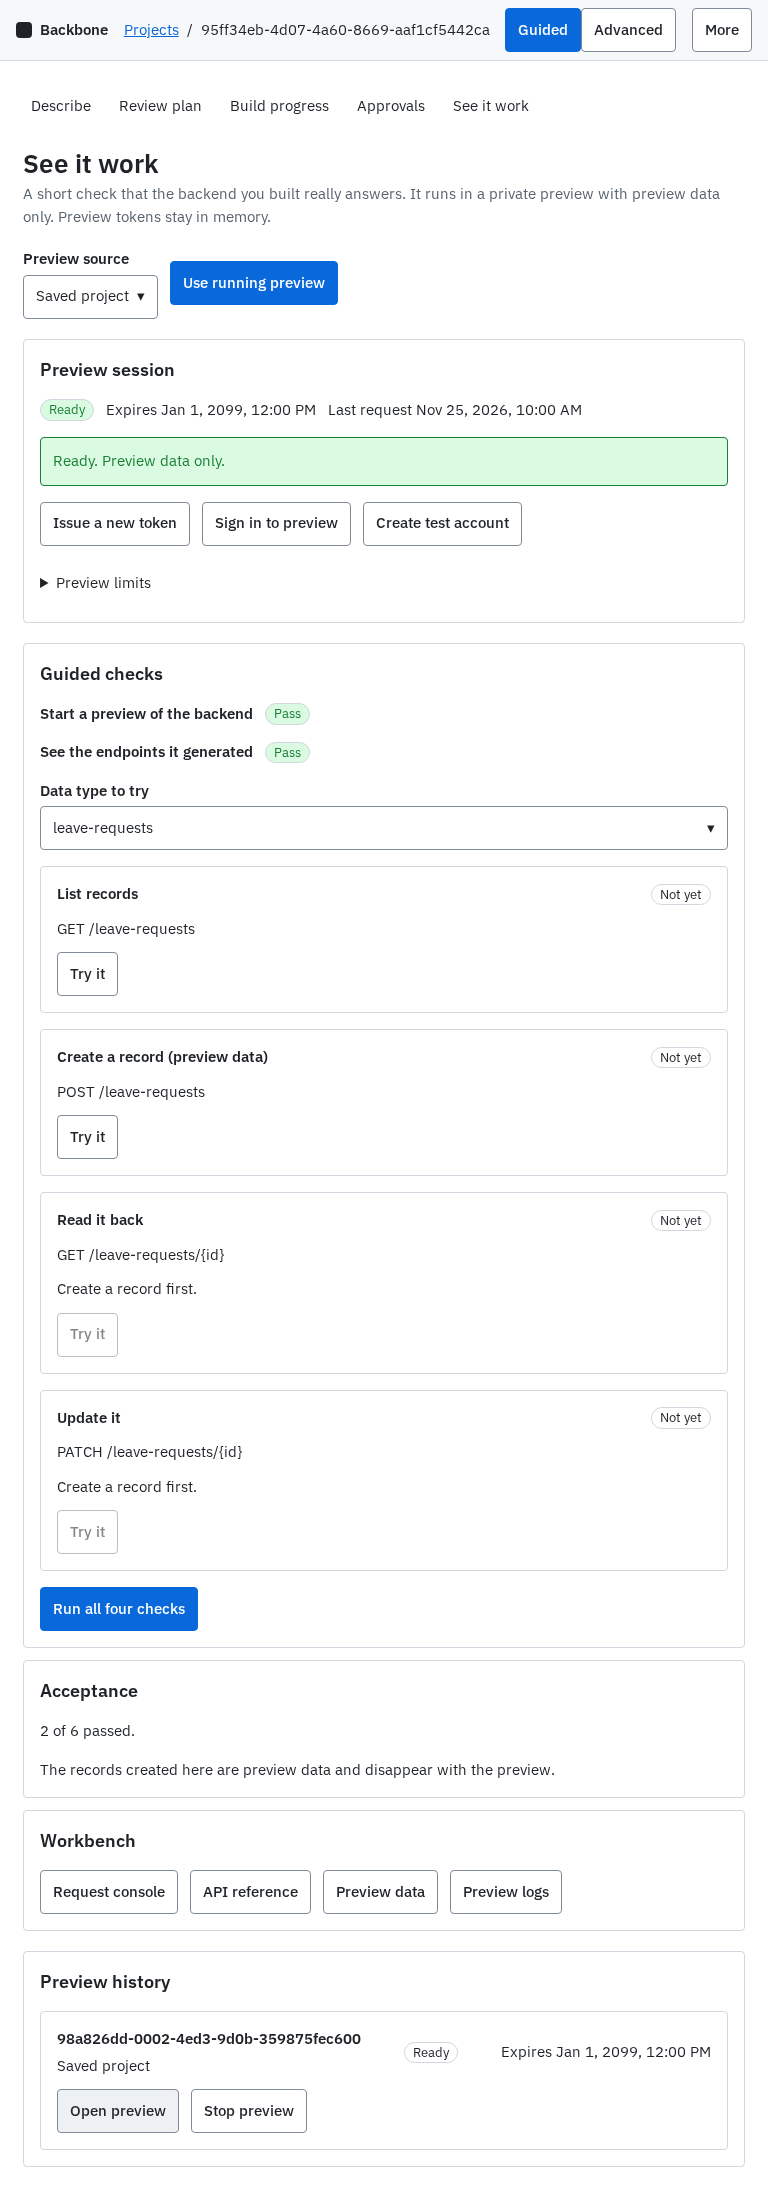 Backbone Projects / 95ff34eb-4d07-4a60-8669-aaf1cf5442ca Guided Advanced More
Describe Review plan Build progress Approvals See it work
See it work
A short check that the backend you built really answers. It runs in a private preview with preview data
only. Preview tokens stay in memory.
Preview source
Saved project ▾ Use running preview
Preview session
Ready Expires Jan 1, 2099, 12:00 PM Last request Nov 25, 2026, 10:00 AM
Ready. Preview data only.
Issue a new token Sign in to preview Create test account
Preview limits
Guided checks
Start a preview of the backend Pass
See the endpoints it generated Pass
Data type to try
leave-requests ▾
List records Not yet
GET /leave-requests
Try it
Create a record (preview data) Not yet
POST /leave-requests
Try it
Read it back Not yet
GET /leave-requests/{id}
Create a record first.
Try it
Update it Not yet
PATCH /leave-requests/{id}
Create a record first.
Try it
Run all four checks
Acceptance
2 of 6 passed.
The records created here are preview data and disappear with the preview.
Workbench
Request console API reference Preview data Preview logs
Preview history
98a826dd-0002-4ed3-9d0b-359875fec600
Saved project Ready Expires Jan 1, 2099, 12:00 PM
Open preview Stop preview